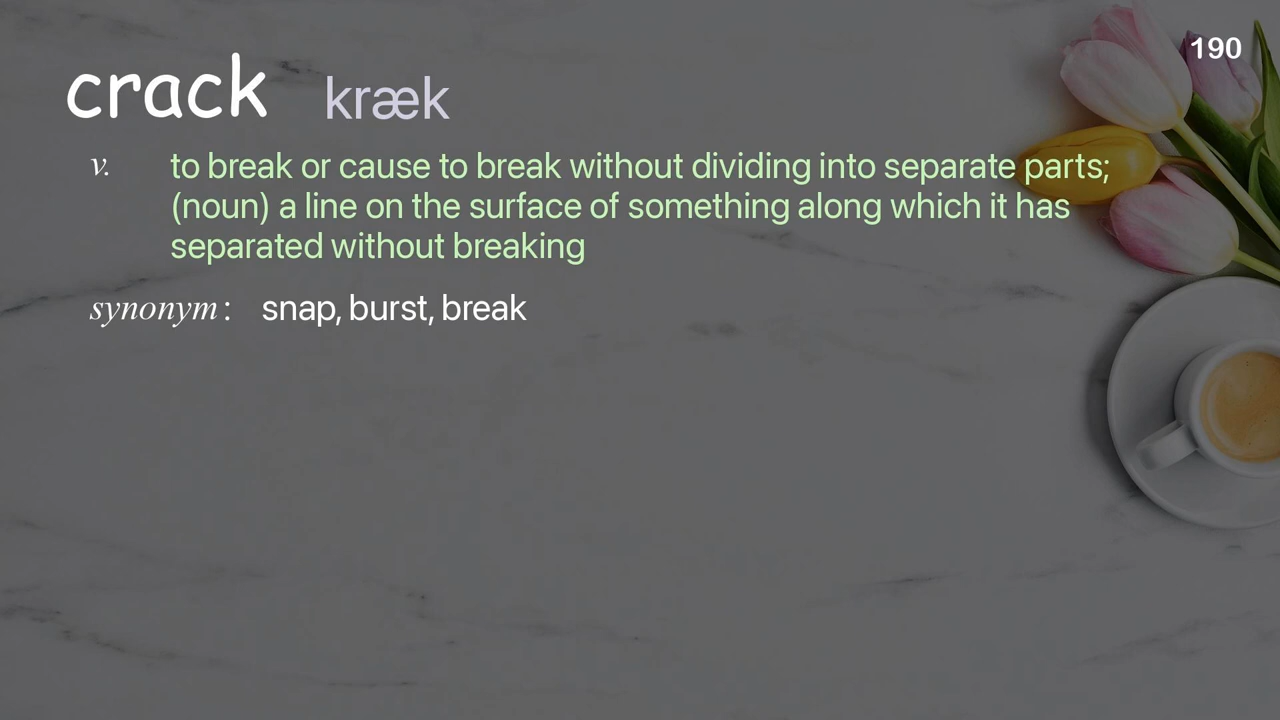 190
crack kræk
v. to break or cause to break without dividing into separate parts;
(noun) a line on the surface of something along which it has
separated without breaking
synonym: snap, burst, break